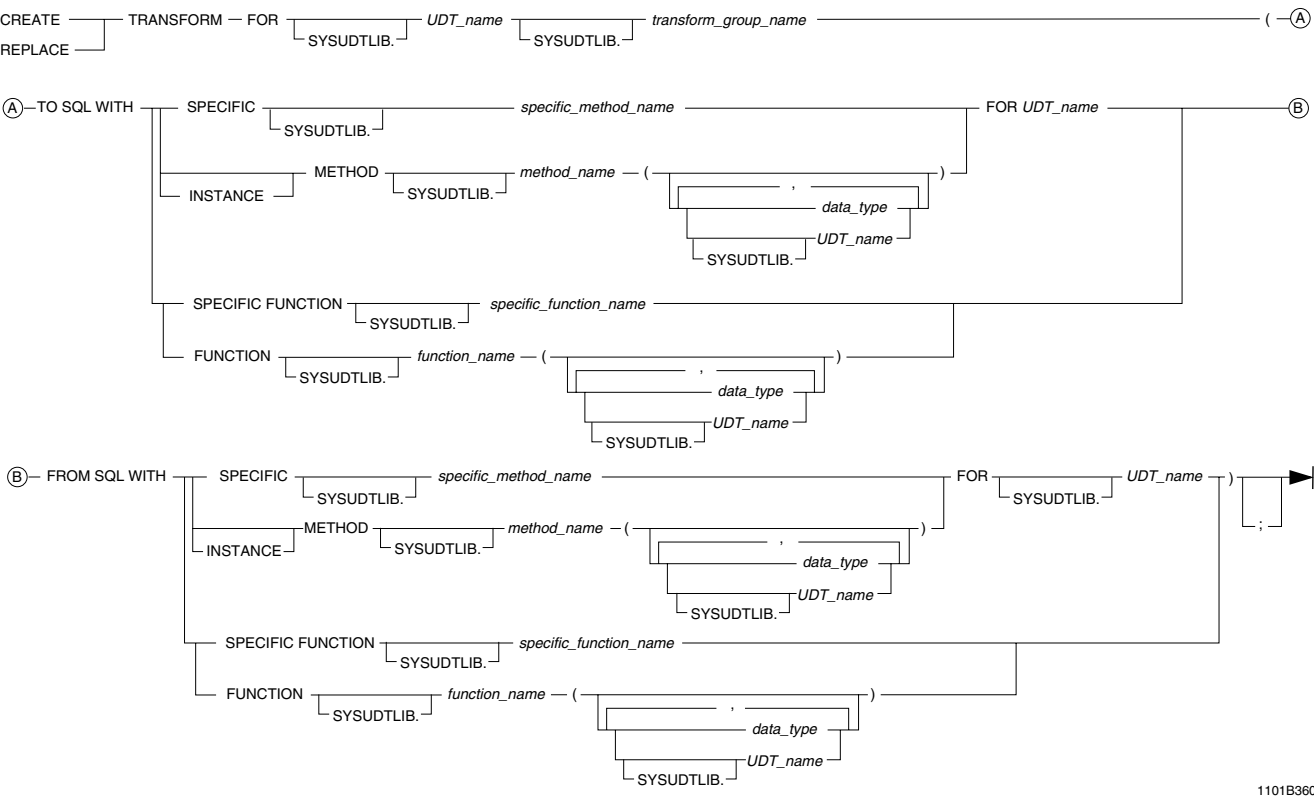 CREATE TRANSFORM FOR UDT_name transform_group_name ( A
SYSUDTLIB. SYSUDTLIB.
REPLACE
A TO SQL WITH SPECIFIC specific_method_name FOR UDT_name B
SYSUDTLIB.
METHOD method_name ( )
INSTANCE SYSUDTLIB. ,
data_type
UDT_name
SYSUDTLIB.
SPECIFIC FUNCTION specific_function_name
SYSUDTLIB.
FUNCTION function_name ( )
SYSUDTLIB. ,
data_type
UDT_name
SYSUDTLIB.
B FROM SQL WITH SPECIFIC specific_method_name FOR UDT_name )
SYSUDTLIB. SYSUDTLIB. ;
METHOD method_name ( )
INSTANCE SYSUDTLIB. ,
data_type
UDT_name
SYSUDTLIB.
SPECIFIC FUNCTION specific_function_name
SYSUDTLIB.
FUNCTION function_name ( )
SYSUDTLIB. ,
data_type
UDT_name
SYSUDTLIB.
1101B360